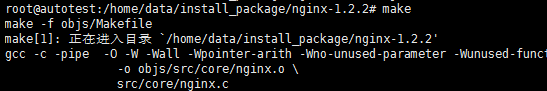 root@autotest:/home/data/install_package/nginx-1.2.2# make
make -f objs/Makefile
make[1]: 正在进入目录 `/home/data/install_package/nginx-1.2.2'
gcc -c -pipe  -O -W -Wall -Wpointer-arith -Wno-unused-parameter -Wunused-funct
-o objs/src/core/nginx.o \
src/core/nginx.c